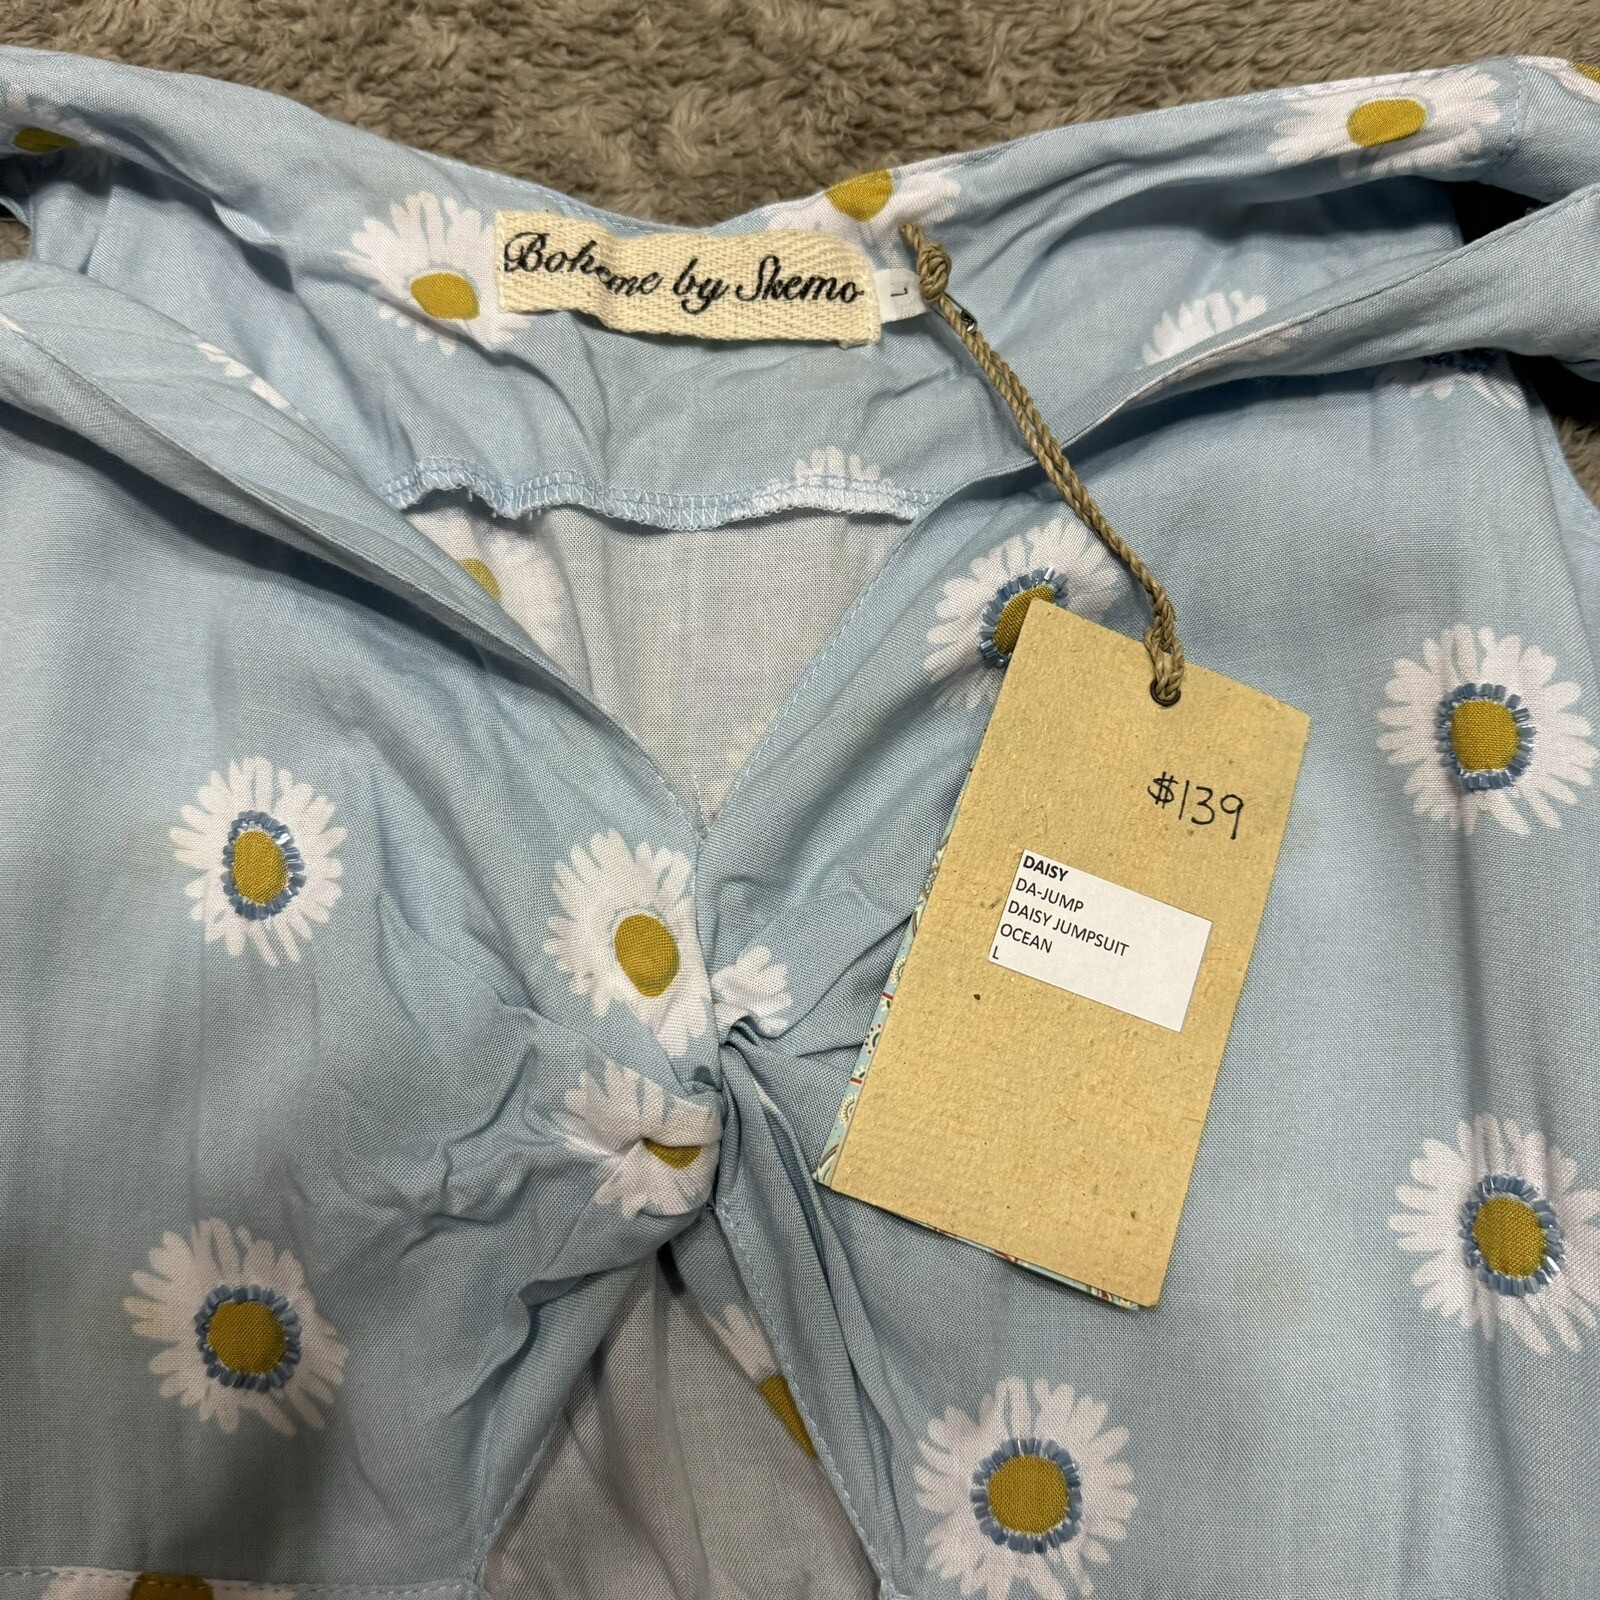 Boheme by Skemo
L
$139
DAISY
DA-JUMP
DAISY JUMPSUIT
OCEAN
L